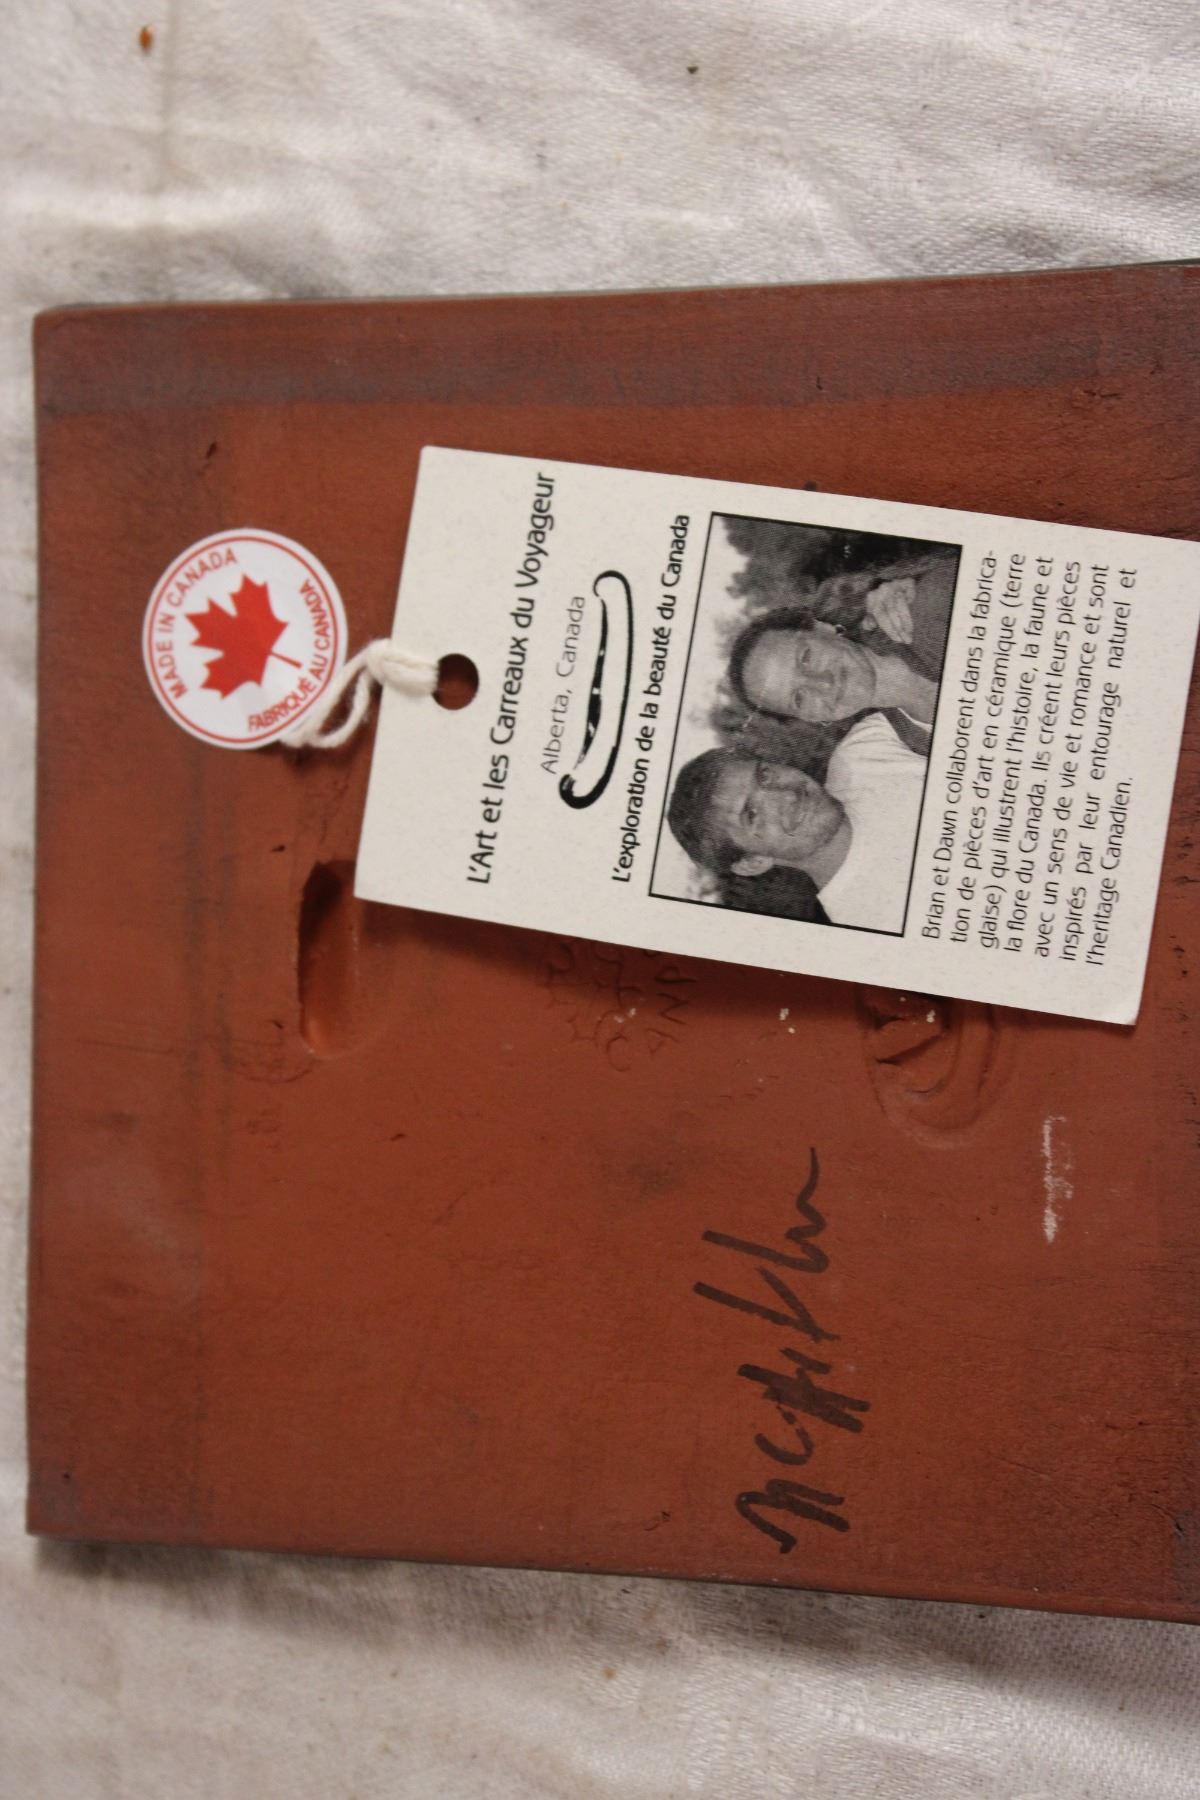 MADE IN CANADA
FABRIQUÉ AU CANADA
L'Art et les Carreaux du Voyageur
Alberta, Canada
L'exploration de la beauté du Canada
Brian et Dawn collaborent dans la fabrica-
tion de pièces d'art en céramique (terre
glaise) qui illustrent l'histoire, la faune et
la flore du Canada. Ils créent leurs pièces
avec un sens de vie et romance et sont
inspirés par leur entourage naturel et
l'heritage Canadien.